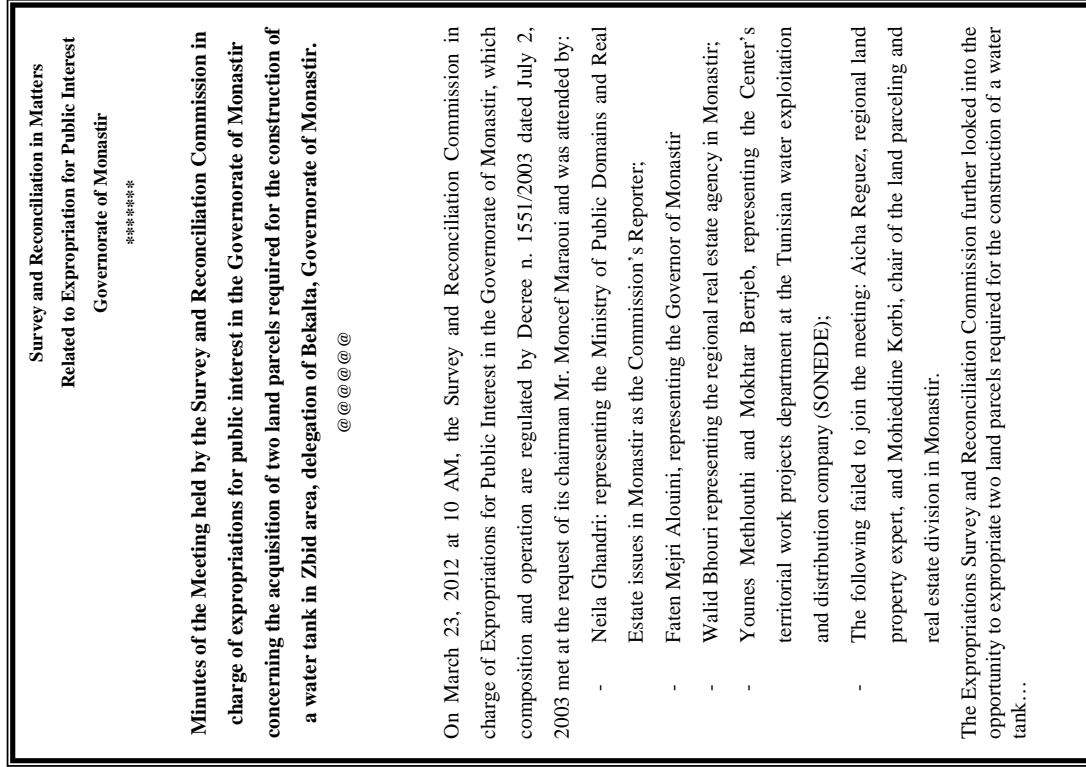 Survey and Reconciliation in Matters
Related to Expropriation for Public Interest
Governorate of Monastir
*******
Minutes of the Meeting held by the Survey and Reconciliation Commission in
charge of expropriations for public interest in the Governorate of Monastir
concerning the acquisition of two land parcels required for the construction of
a water tank in Zbid area, delegation of Bekalta, Governorate of Monastir.
@@@@@@
On March 23, 2012 at 10 AM, the Survey and Reconciliation Commission in
charge of Expropriations for Public Interest in the Governorate of Monastir, which
composition and operation are regulated by Decree n. 1551/2003 dated July 2,
2003 met at the request of its chairman Mr. Moncef Maraoui and was attended by:
- Neila Ghandri: representing the Ministry of Public Domains and Real
Estate issues in Monastir as the Commission's Reporter;
- Faten Mejri Alouini, representing the Governor of Monastir
- Walid Bhouri representing the regional real estate agency in Monastir;
- Younes Methlouthi and Mokhtar Berrjeb, representing the Center's
territorial work projects department at the Tunisian water exploitation
and distribution company (SONEDE);
- The following failed to join the meeting: Aicha Reguez, regional land
property expert, and Mohieddine Korbi, chair of the land parceling and
real estate division in Monastir.
The Expropriations Survey and Reconciliation Commission further looked into the
opportunity to expropriate two land parcels required for the construction of a water
tank…